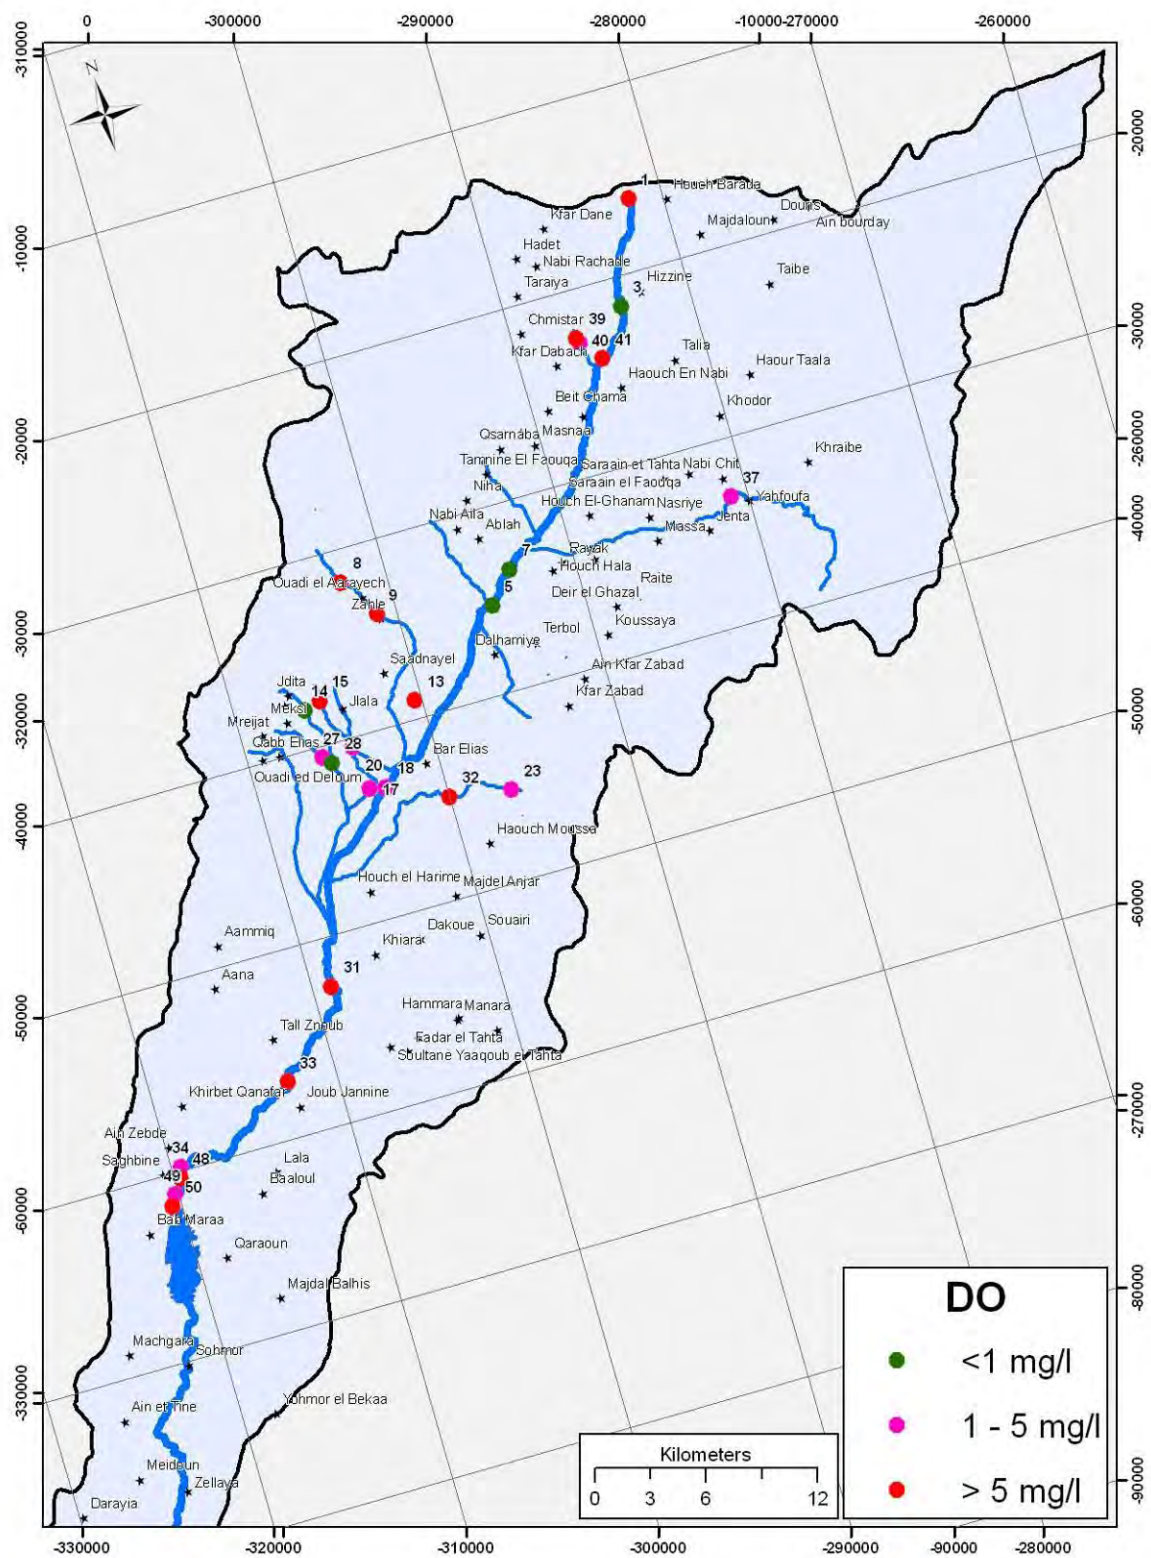 0 -300000 -290000 -280000 -10000 -270000 -260000
-310000
N
-20000
1
Houch Barada
Kfar Dane
Douris
Majdaloun
Ain bourday
-10000
Hadet
Nabi Rachade
Taibe
Hizzine
Taraiya
3
-30000
Chmistar
39
40
41
Kfar Dabach
Talia
Haour Taala
Haouch En Nabi
Beit Chama
Khodor
-20000
Masnaa
Qsarnaba
-260000
Khraibe
Tamnine El Faouqa
Saraain et Tahta
Nabi Chit
Saraain el Faouqa
37
Niha
Yahfoufa
Houch El-Ghanam
Nasriye
Nabi Aila
Ablah
Jenta
-40000
Massa
7
Rayak
8
Houch Hala
Raite
Ouadi el Aarayech
5
Deir el Ghazal
9
Zahle
Koussaya
-30000
Terbol
Dalhamiye
Saadnayel
Ain Kfar Zabad
Jdita
15
13
Kfar Zabad
14
Jlala
Meksi
-50000
-320000
Mreijat
27
28
Qabb Elias
Bar Elias
20
18
32
23
Ouadi ed Deloum
17
-40000
Haouch Moussa
Houch el Harime
Majdel Anjar
-60000
Souairi
Dakoue
Aammiq
Khiara
31
Aana
Hammara
Manara
-50000
Tall Znoub
Eadar el Tahta
Soultane Yaaqoub el Tahta
33
Khirbet Qanafar
Joub Jannine
-270000
Ain Zebde
34
48
Saghbine
Lala
49
50
Baaloul
-60000
Bab Maraa
Qaraoun
Majdal Balhis
-80000
DO
Machgara
Sohmor
<1 mg/l
Yohmor el Bekaa
-330000
Ain et Tine
1 - 5 mg/l
Kilometers
Meidoun
Zellaya
> 5 mg/l
-90000
0 3 6 12
Darayia
-330000 -320000 -310000 -300000 -290000 -90000 -280000